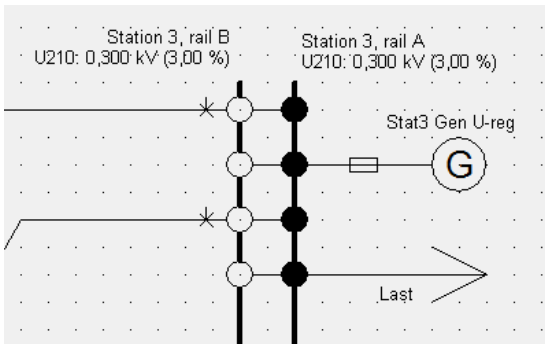 Station 3, rail B
U210: 0,300 kV (3,00 %)
Station 3, rail A
U210: 0,300 kV (3,00 %)
Stat3 Gen U-reg
G
Last